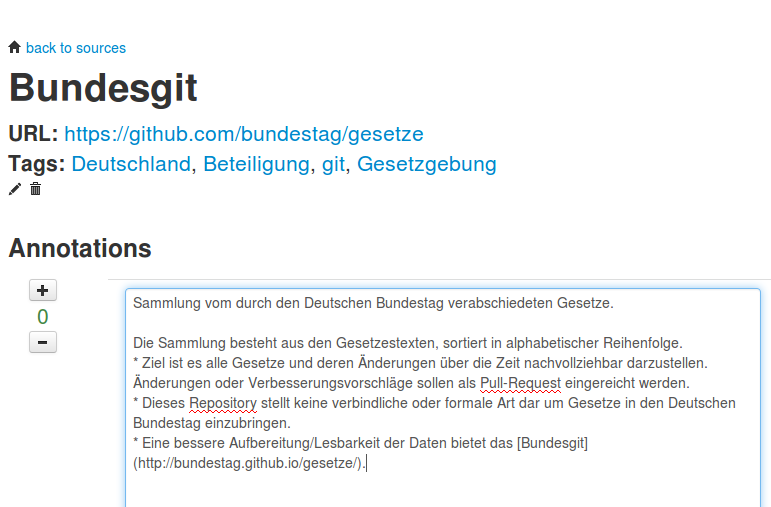 back to sources
Bundesgit
URL: https://github.com/bundestag/gesetze
Tags: Deutschland, Beteiligung, git, Gesetzgebung
Annotations
0
Sammlung vom durch den Deutschen Bundestag verabschiedeten Gesetze.
Die Sammlung besteht aus den Gesetzestexten, sortiert in alphabetischer Reihenfolge.
* Ziel ist es alle Gesetze und deren Änderungen über die Zeit nachvollziehbar darzustellen.
Änderungen oder Verbesserungsvorschläge sollen als Pull-Request eingereicht werden.
* Dieses Repository stellt keine verbindliche oder formale Art dar um Gesetze in den Deutschen
Bundestag einzubringen.
* Eine bessere Aufbereitung/Lesbarkeit der Daten bietet das [Bundesgit]
(http://bundestag.github.io/gesetze/).